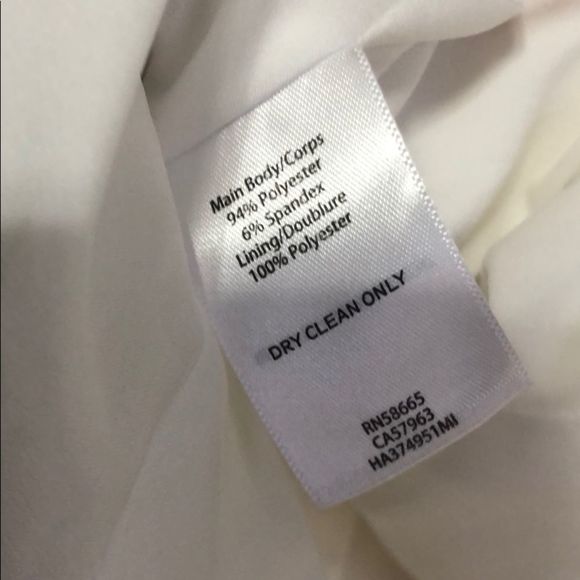 Main Body/Corps
94% Polyester
6% Spandex
Lining/Doublure
100% Polyester
DRY CLEAN ONLY
RN58665
CA57963
HA374951MI